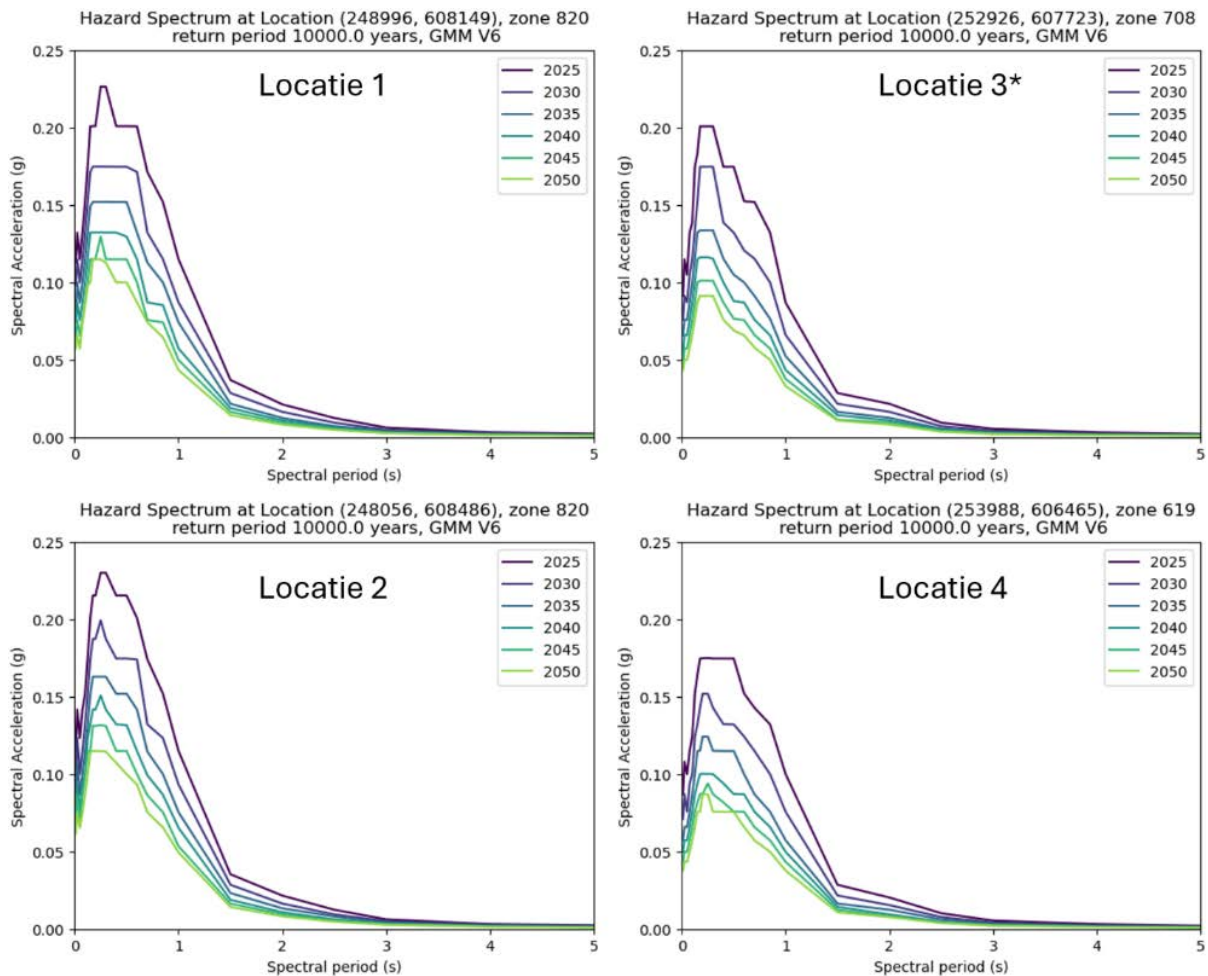 Hazard Spectrum at Location (248996, 608149), zone 820
return period 10000.0 years, GMM V6
Locatie 1
2025
2030
2035
2040
2045
2050
0.25
0.20
0.15
0.10
0.05
0.00
Spectral Acceleration (g)
0 1 2 3 4 5
Spectral period (s)
Hazard Spectrum at Location (252926, 607723), zone 708
return period 10000.0 years, GMM V6
Locatie 3*
2025
2030
2035
2040
2045
2050
0.25
0.20
0.15
0.10
0.05
0.00
Spectral Acceleration (g)
0 1 2 3 4 5
Spectral period (s)
Hazard Spectrum at Location (248056, 608486), zone 820
return period 10000.0 years, GMM V6
Locatie 2
2025
2030
2035
2040
2045
2050
0.25
0.20
0.15
0.10
0.05
0.00
Spectral Acceleration (g)
0 1 2 3 4 5
Spectral period (s)
Hazard Spectrum at Location (253988, 606465), zone 619
return period 10000.0 years, GMM V6
Locatie 4
2025
2030
2035
2040
2045
2050
0.25
0.20
0.15
0.10
0.05
0.00
Spectral Acceleration (g)
0 1 2 3 4 5
Spectral period (s)